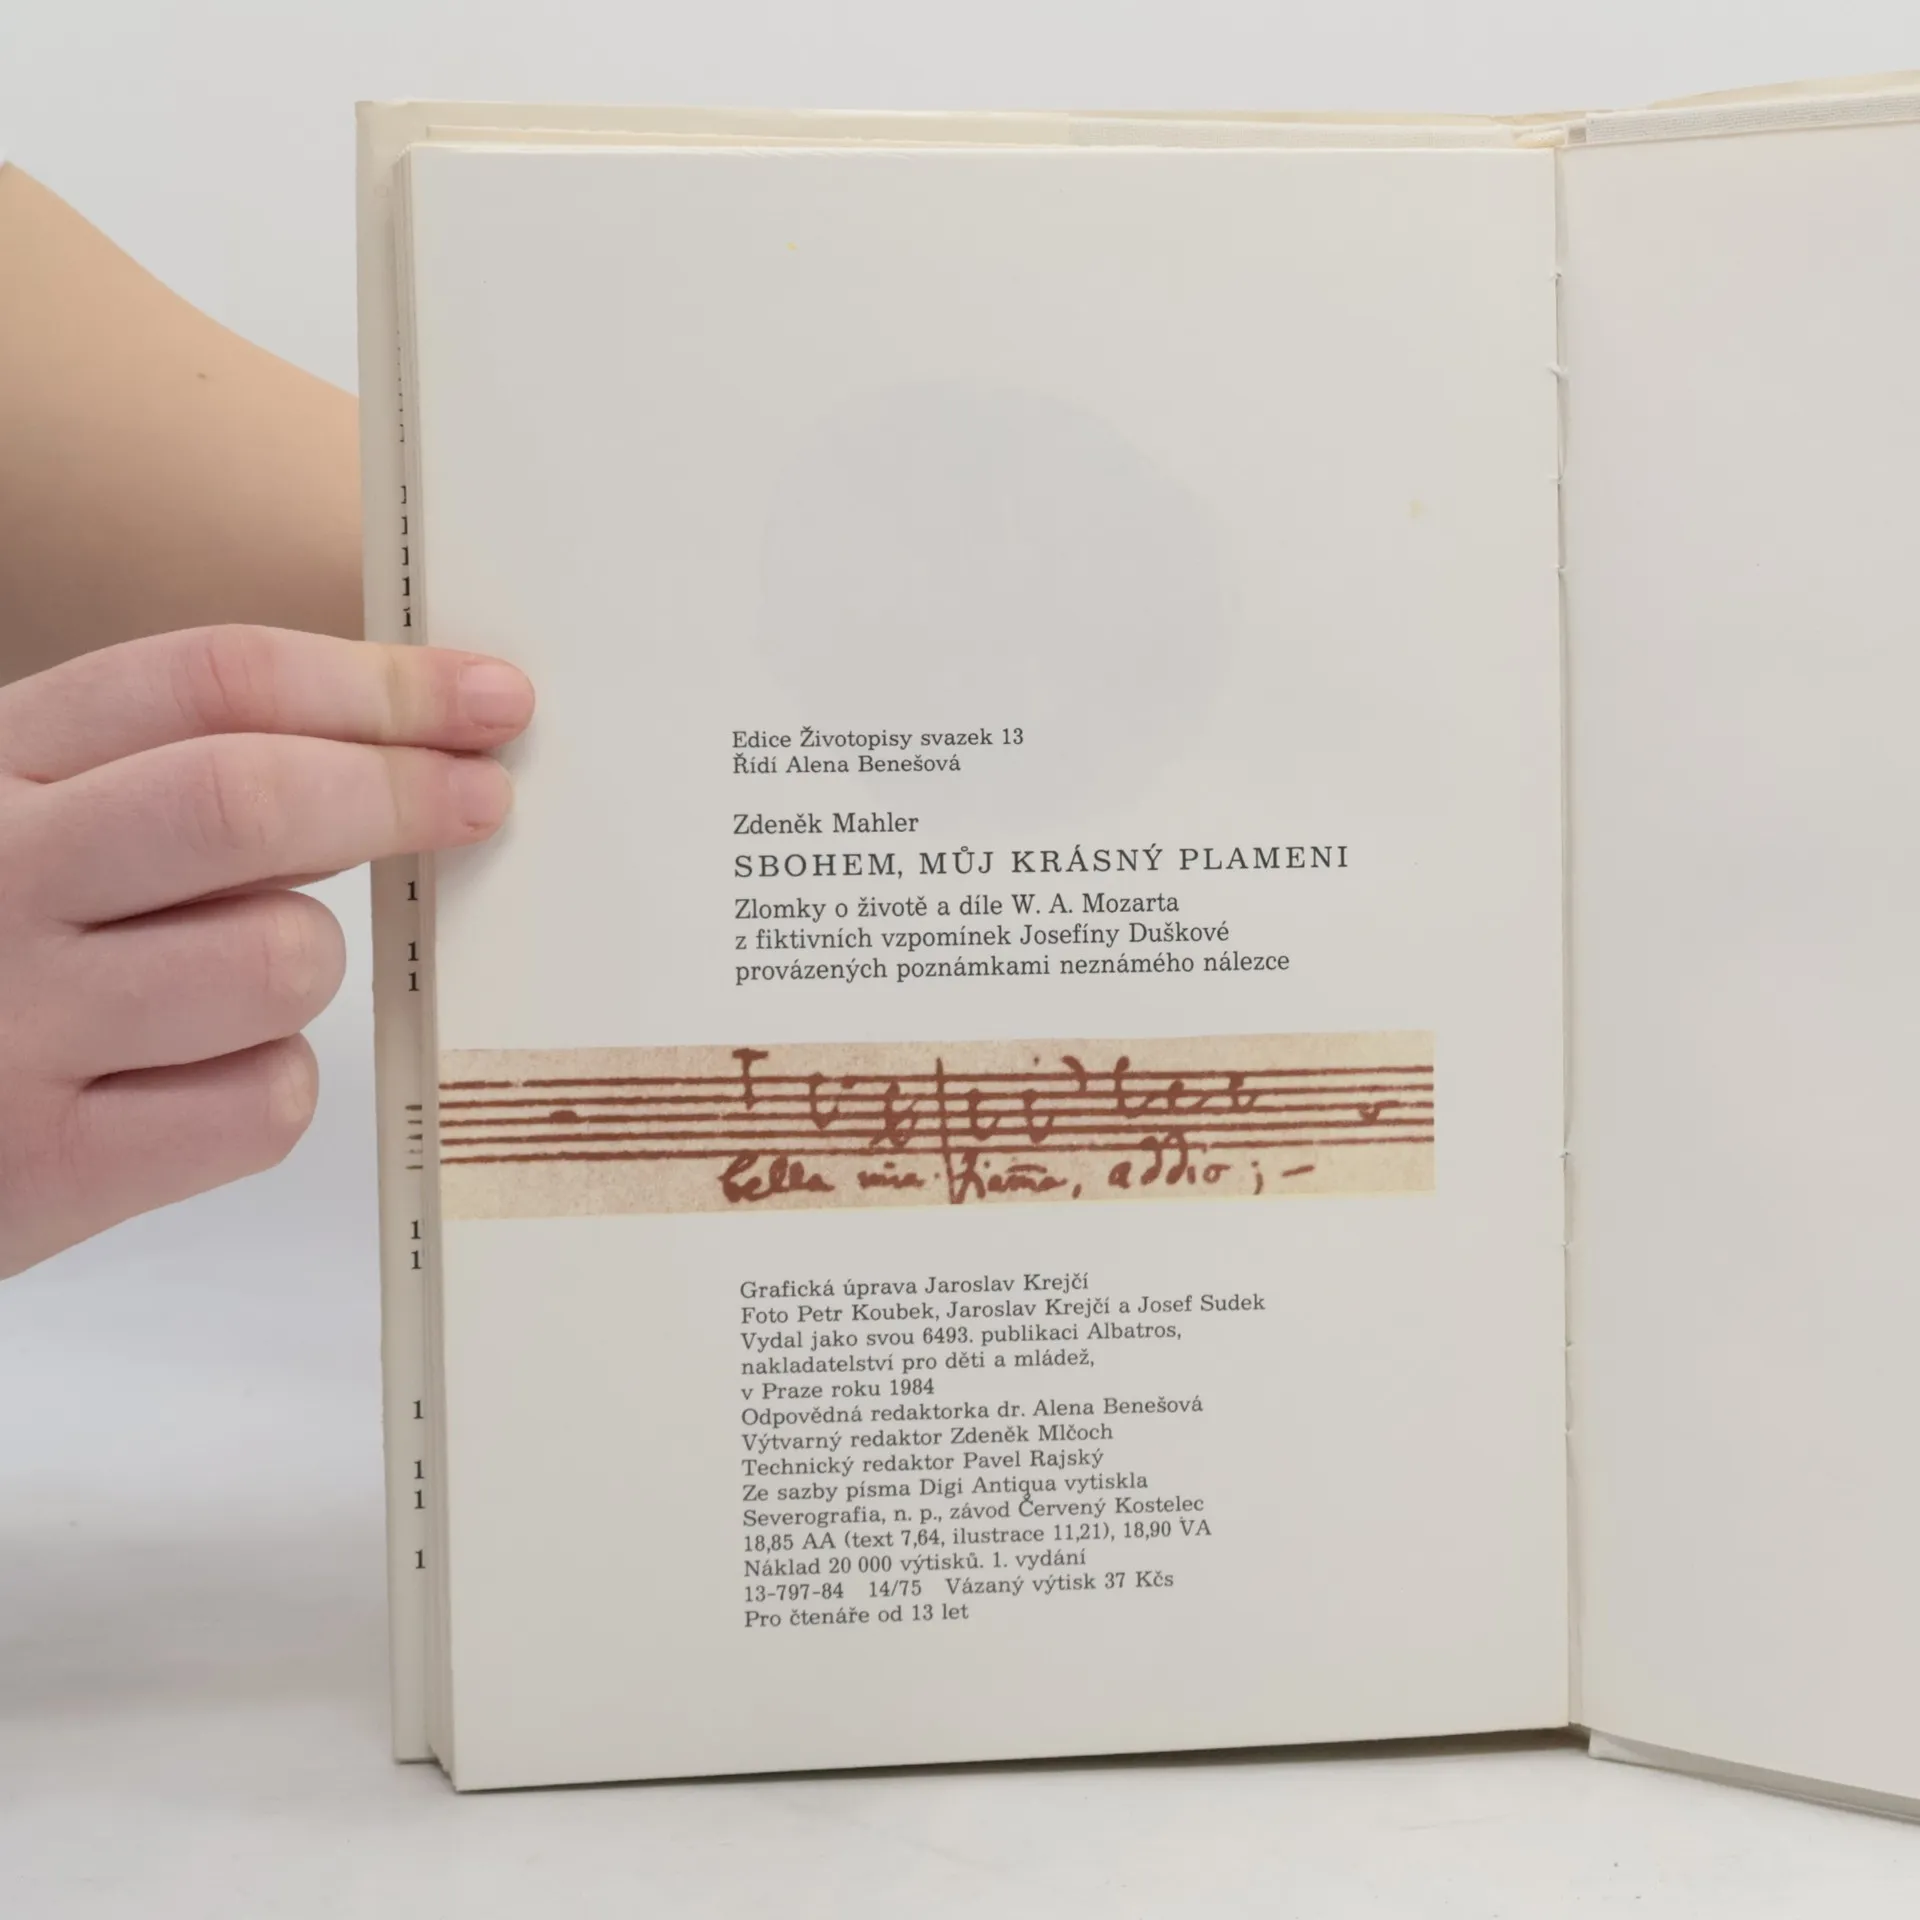 Edice Životopisy svazek 13
Řídí Alena Benešová
Zdeněk Mahler
SBOHEM, MŮJ KRÁSNÝ PLAMENI
Zlomky o životě a díle W. A. Mozarta
z fiktivních vzpomínek Josefíny Duškové
provázených poznámkami neznámého nálezce
bella mia fiama, addio ; –
Grafická úprava Jaroslav Krejčí
Foto Petr Koubek, Jaroslav Krejčí a Josef Sudek
Vydal jako svou 6493. publikaci Albatros,
nakladatelství pro děti a mládež,
v Praze roku 1984
Odpovědná redaktorka dr. Alena Benešová
Výtvarný redaktor Zdeněk Mlčoch
Technický redaktor Pavel Rajský
Ze sazby písma Digi Antiqua vytiskla
Severografia, n. p., závod Červený Kostelec
18,85 AA (text 7,64, ilustrace 11,21), 18,90 VA
Náklad 20 000 výtisků. 1. vydání
13-797-84 14/75 Vázaný výtisk 37 Kčs
Pro čtenáře od 13 let